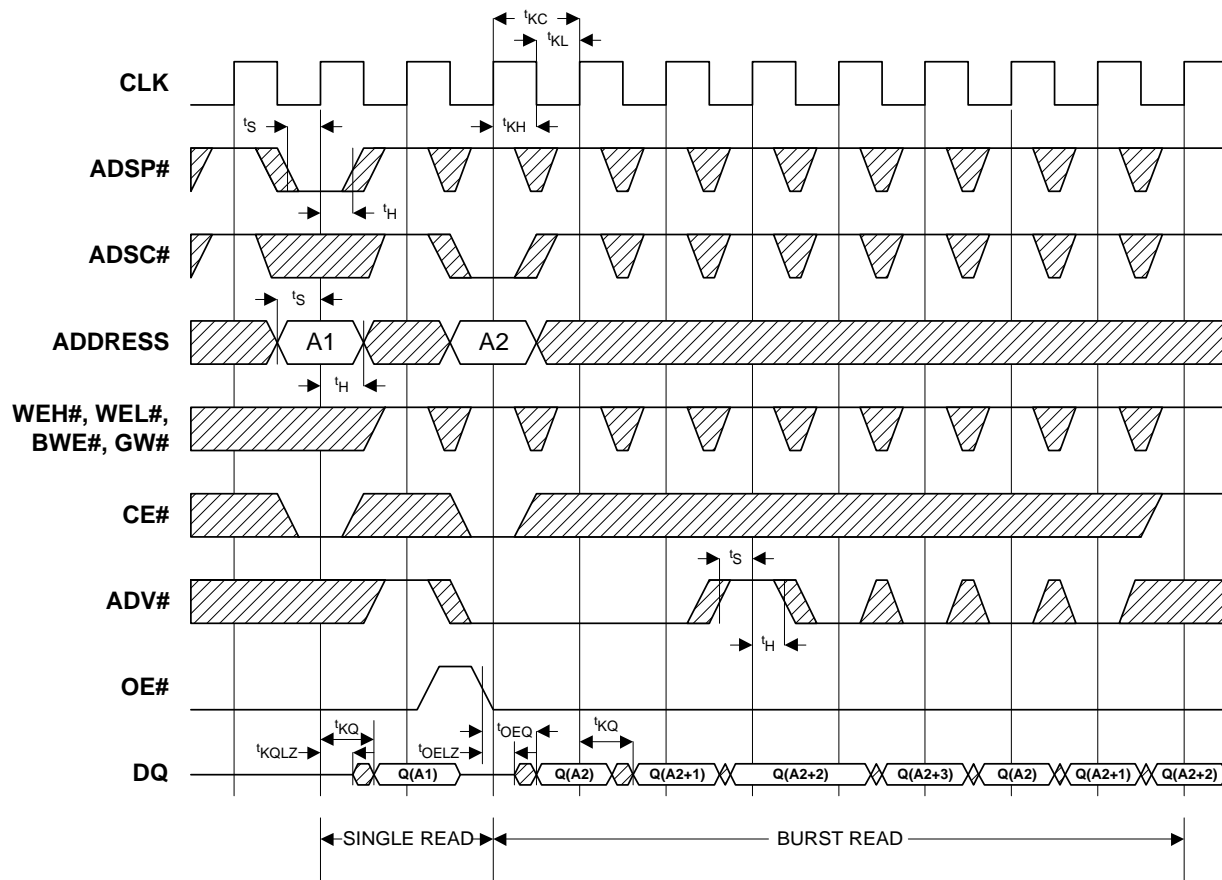 tKC
tKL
CLK
tS
tKH
ADSP#
tH
ADSC#
tS
ADDRESS
A1
A2
tH
WEH#, WEL#,
BWE#, GW#
CE#
tS
ADV#
tH
OE#
tKQ
tOEQ
tKQ
tKQLZ
tOELZ
DQ
Q(A1)
Q(A2)
Q(A2+1)
Q(A2+2)
Q(A2+3)
Q(A2)
Q(A2+1)
Q(A2+2)
SINGLE READ
BURST READ